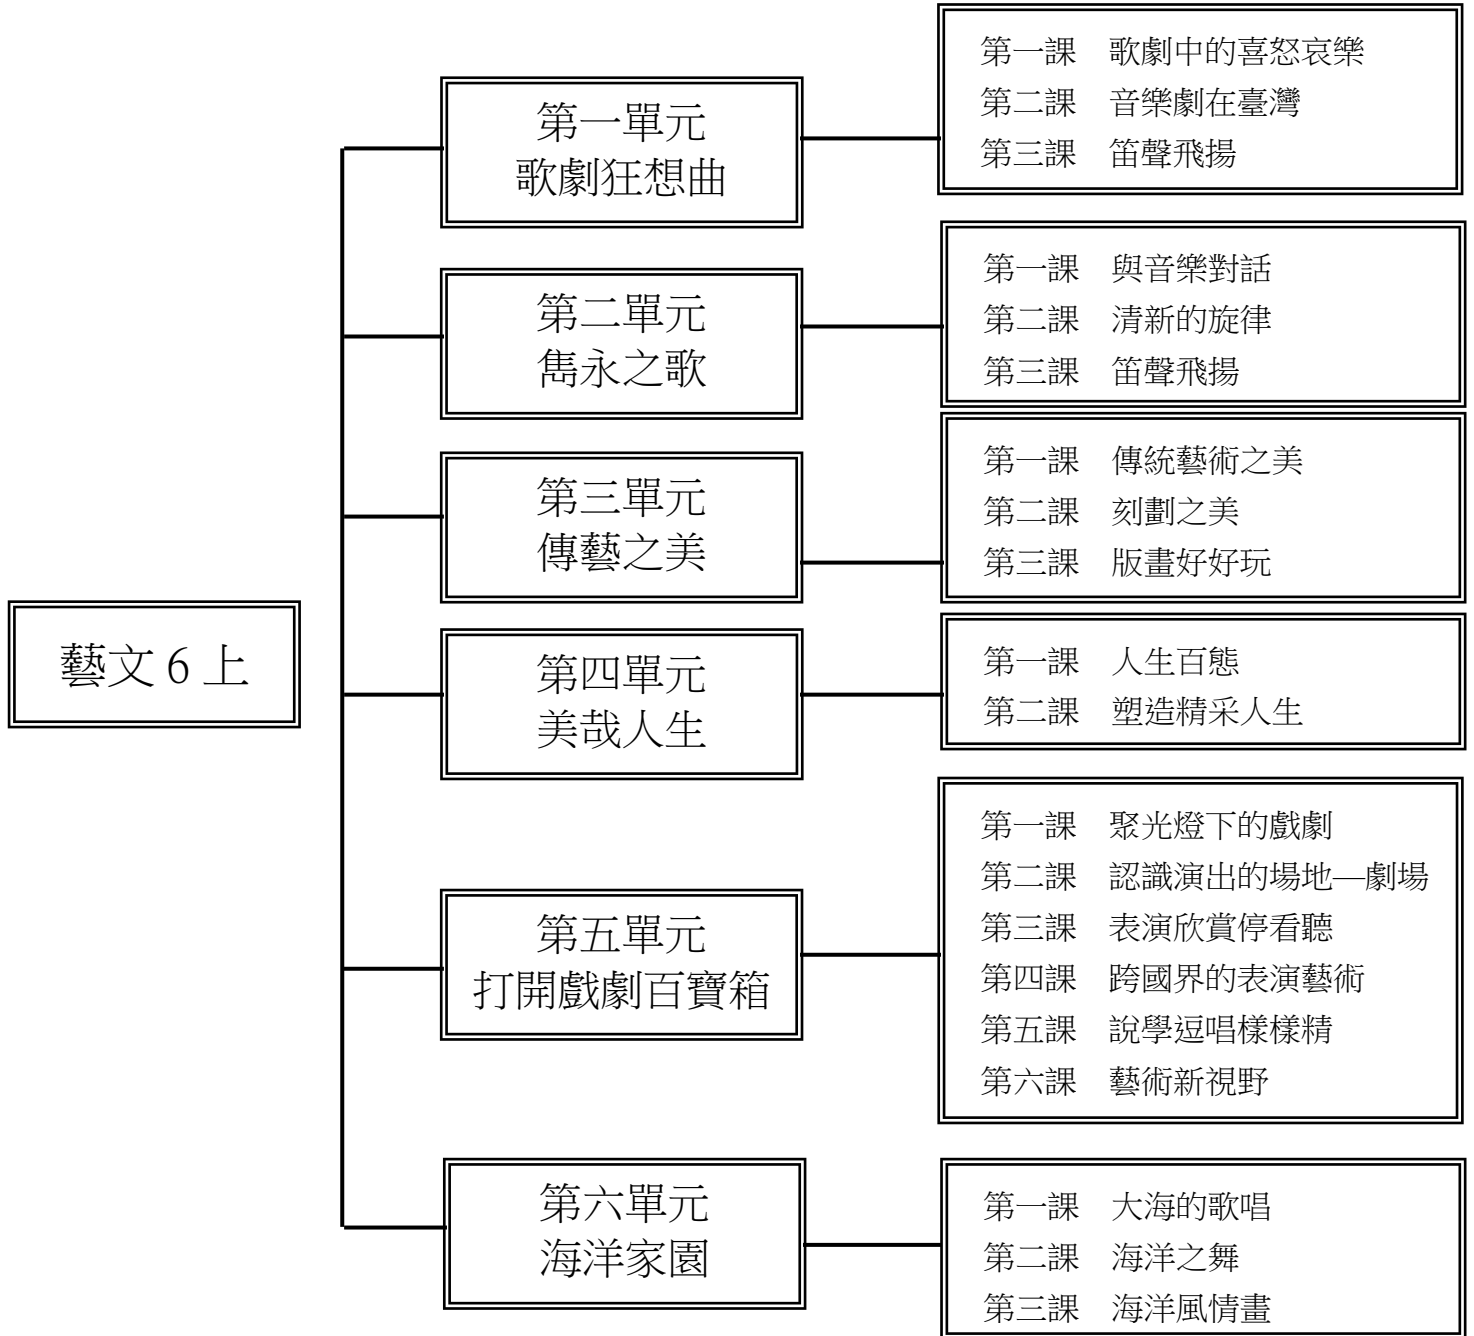 藝文 6 上
第一單元
歌劇狂想曲
第一課　歌劇中的喜怒哀樂
第二課　音樂劇在臺灣
第三課　笛聲飛揚
第二單元
雋永之歌
第一課　與音樂對話
第二課　清新的旋律
第三課　笛聲飛揚
第三單元
傳藝之美
第一課　傳統藝術之美
第二課　刻劃之美
第三課　版畫好好玩
第四單元
美哉人生
第一課　人生百態
第二課　塑造精采人生
第五單元
打開戲劇百寶箱
第一課　聚光燈下的戲劇
第二課　認識演出的場地—劇場
第三課　表演欣賞停看聽
第四課　跨國界的表演藝術
第五課　說學逗唱樣樣精
第六課　藝術新視野
第六單元
海洋家園
第一課　大海的歌唱
第二課　海洋之舞
第三課　海洋風情畫